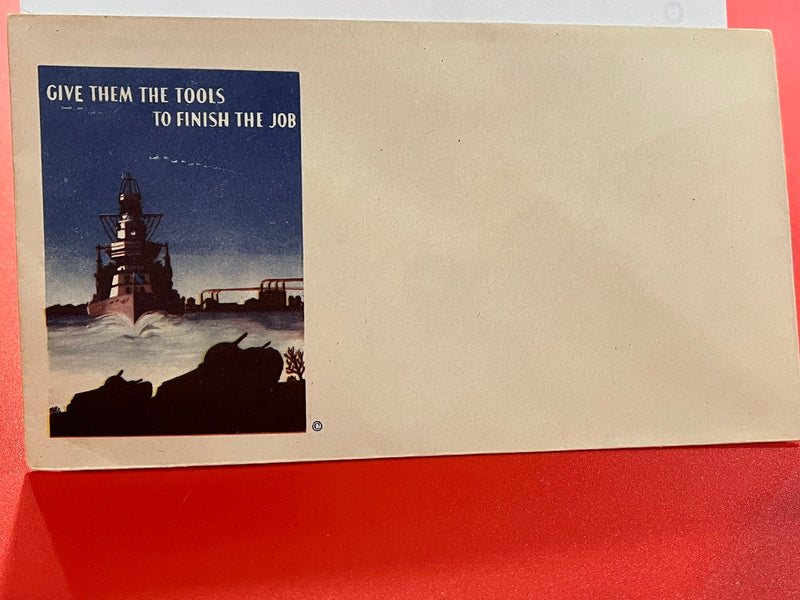 GIVE THEM THE TOOLS
TO FINISH THE JOB
©